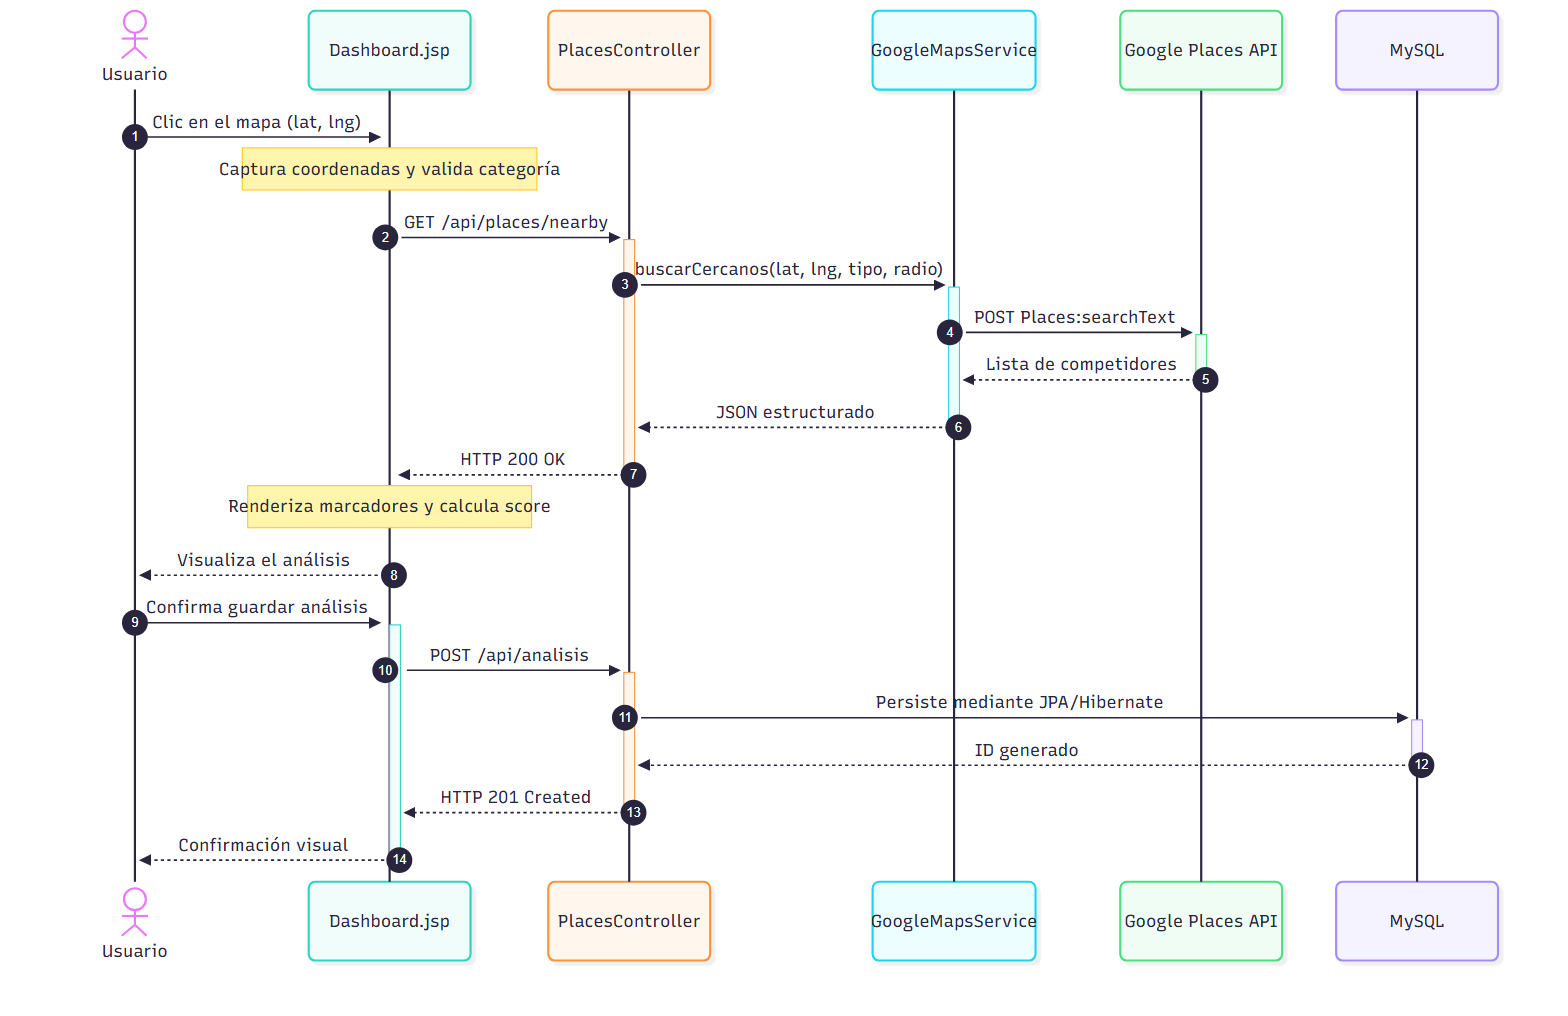 Usuario
Dashboard.jsp
PlacesController
GoogleMapsService
Google Places API
MySQL
1
Clic en el mapa (lat, lng)
Captura coordenadas y valida categoría
2
GET /api/places/nearby
3
buscarCercanos(lat, lng, tipo, radio)
4
POST Places:searchText
Lista de competidores
5
JSON estructurado
6
HTTP 200 OK
7
Renderiza marcadores y calcula score
Visualiza el análisis
8
9
Confirma guardar análisis
10
POST /api/analisis
11
Persiste mediante JPA/Hibernate
ID generado
12
HTTP 201 Created
13
Confirmación visual
14
Usuario
Dashboard.jsp
PlacesController
GoogleMapsService
Google Places API
MySQL